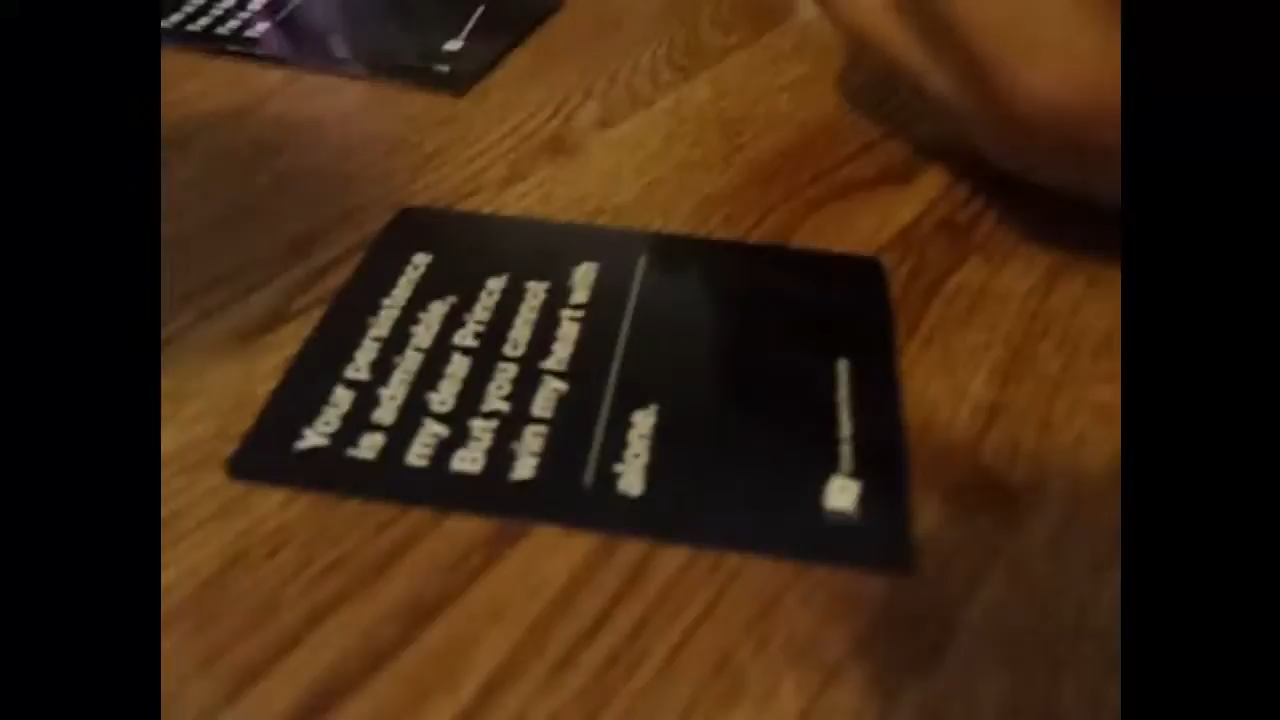 Your persistence
is admirable,
my dear Prince.
But you cannot
win my heart with
alone.